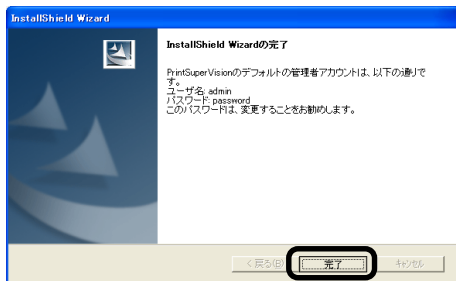 InstallShield Wizard
InstallShield Wizardの完了
PrintSuperVisionのデフォルトの管理者アカウントは、以下の通りで
す。
ユーザ名: admin
パスワード: password
このパスワードは、変更することをお勧めします。
< 戻る(B)
完了
キャンセル